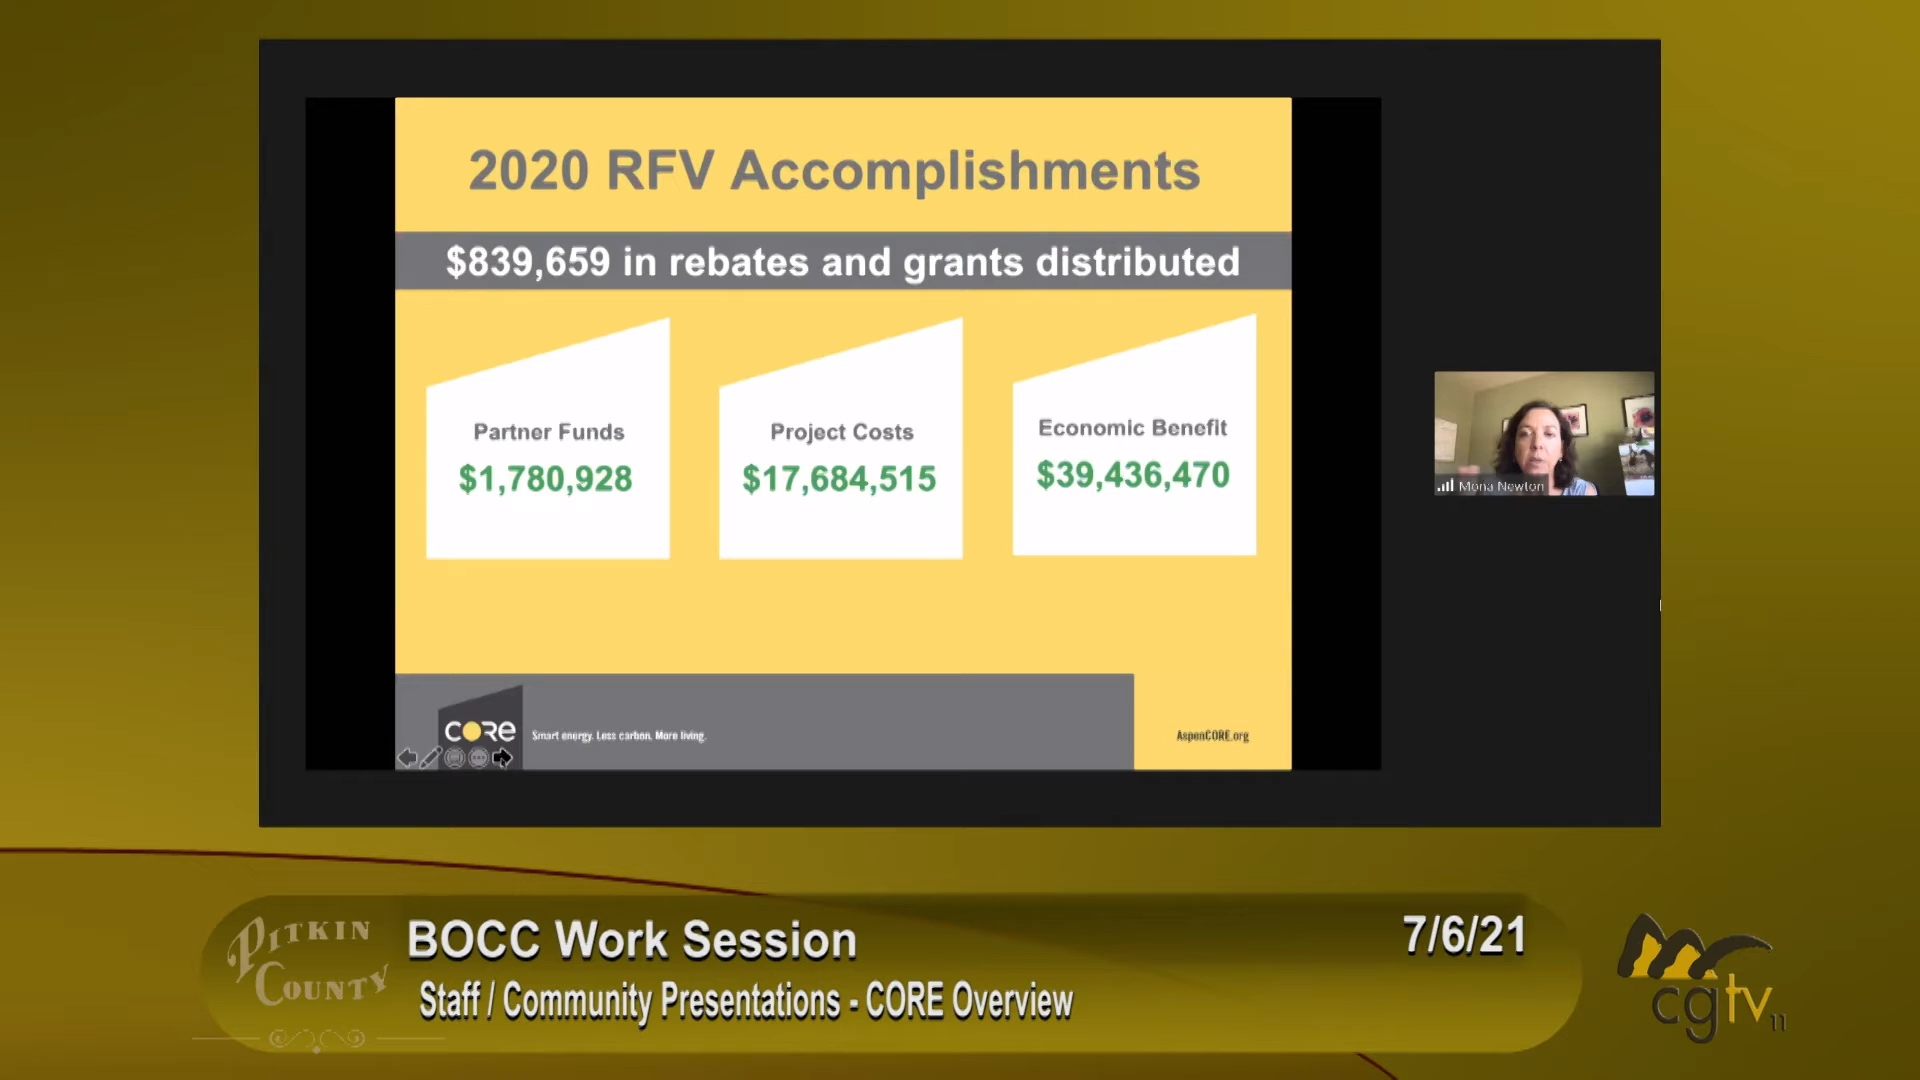 2020 RFV Accomplishments
$839,659 in rebates and grants distributed
Partner Funds
$1,780,928
Project Costs
$17,684,515
Economic Benefit
$39,436,470
Mona Newton
CORe
Smart energy. Less carbon. More living.
AspenCORE.org
PITKIN
COUNTY
BOCC Work Session
7/6/21
Staff / Community Presentations - CORE Overview
cgtv11